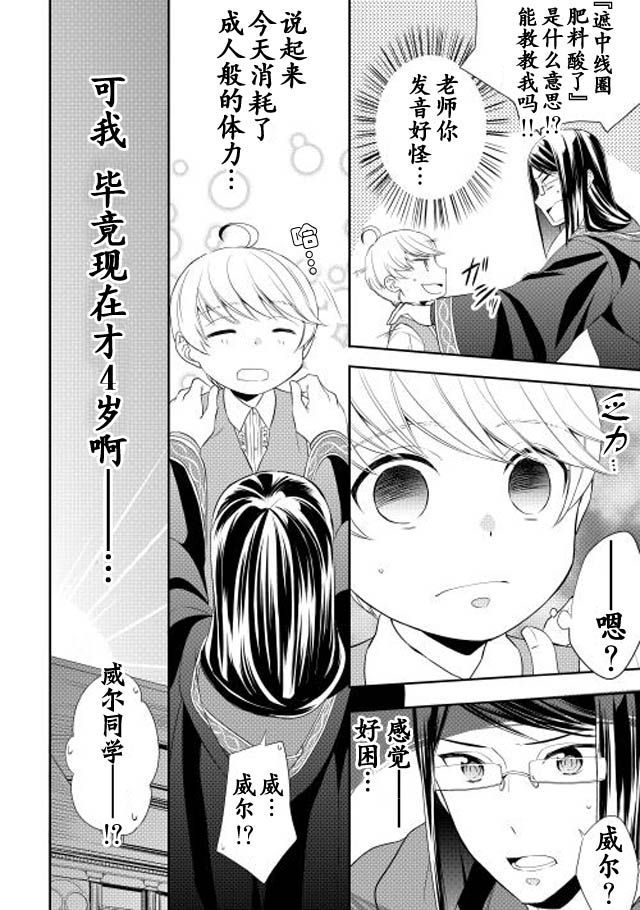 『遮中线圈
肥料酸了』
是什么意思!?
能教教我吗!!
老师你
发音好怪…
力
力
乏力…
——嗯?
威尔?
感觉——
好困…
说起来
今天消耗了
成人般的体力…
哈…
威…
威尔!?
可我 毕竟现在才4岁啊——…
威尔同学——!?